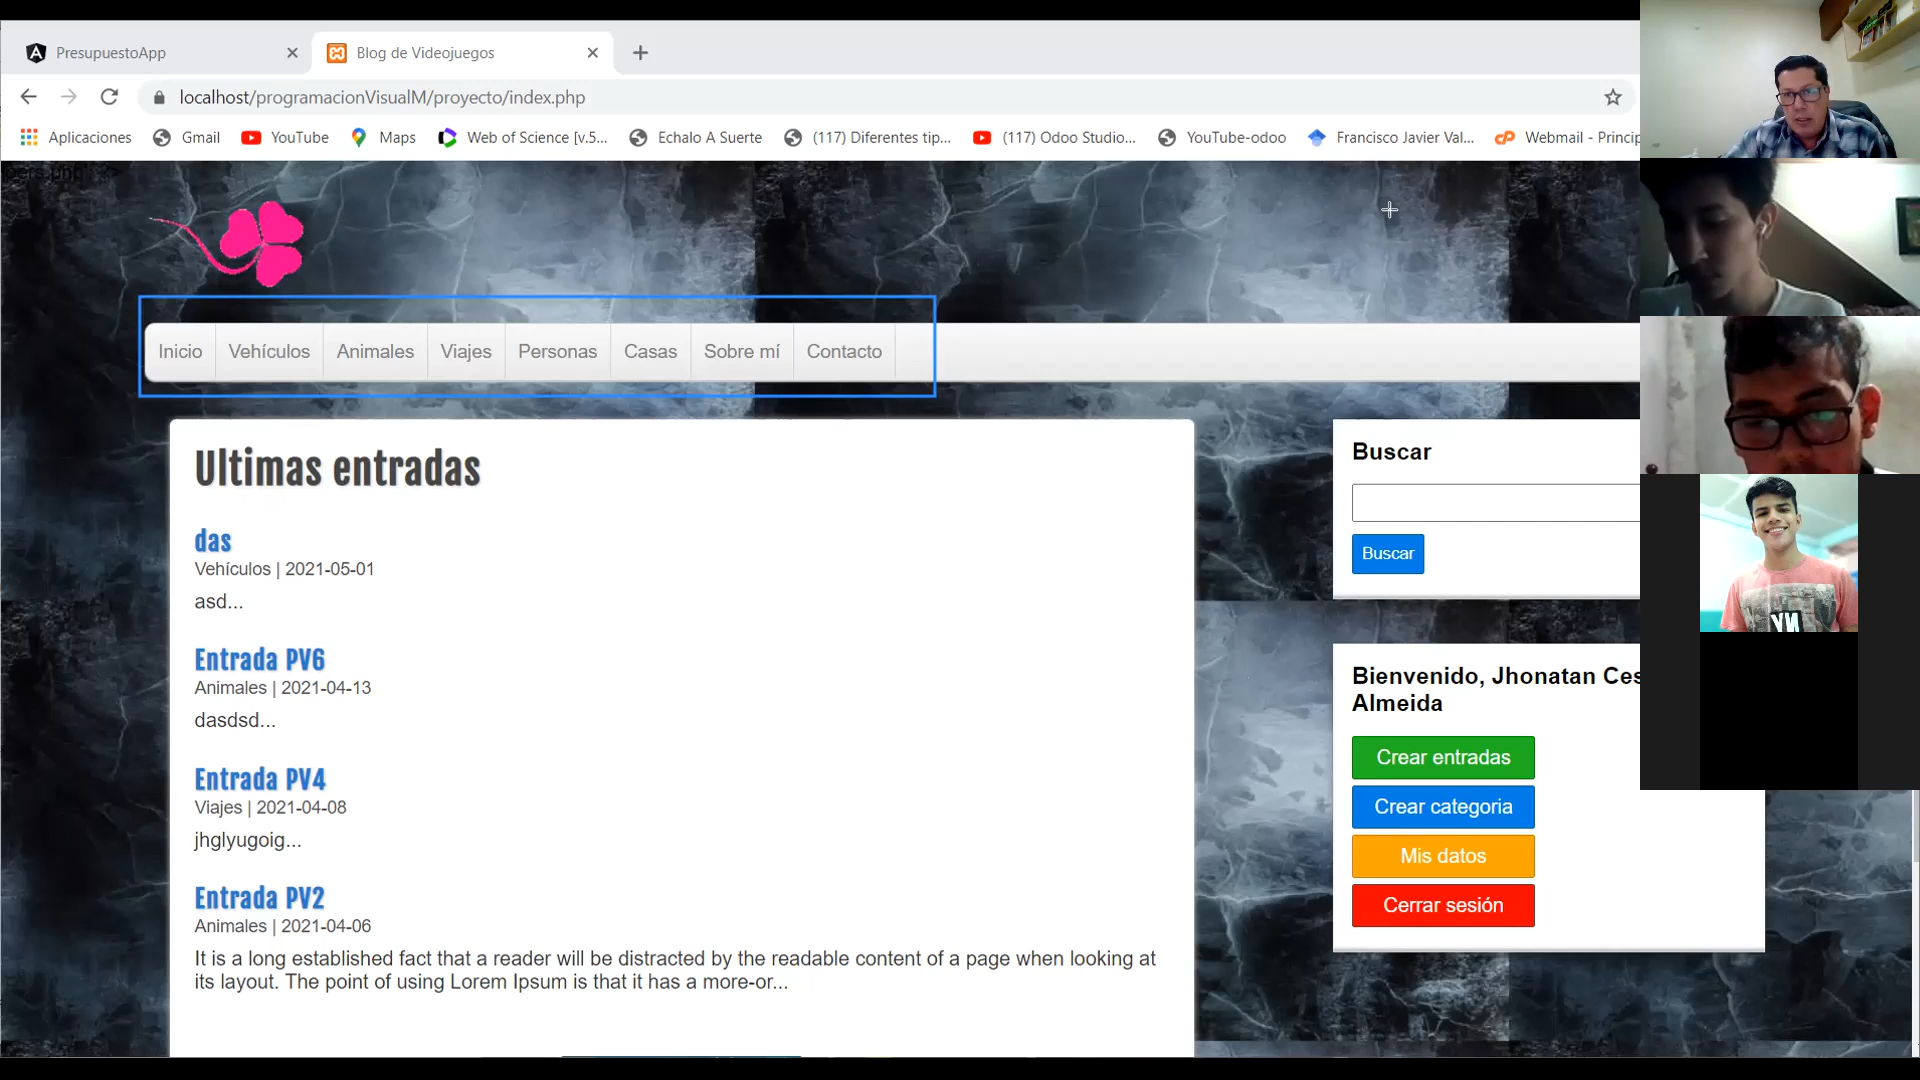 PresupuestoApp
Blog de Videojuegos
localhost/programacionVisualM/proyecto/index.php
Aplicaciones Gmail YouTube Maps Web of Science [v.5... Echalo A Suerte (117) Diferentes tip... (117) Odoo Studio... YouTube-odoo Francisco Javier Val... Webmail - Princip
Inicio Vehículos Animales Viajes Personas Casas Sobre mí Contacto
Ultimas entradas
das
Vehículos | 2021-05-01
asd...
Entrada PV6
Animales | 2021-04-13
dasdsd...
Entrada PV4
Viajes | 2021-04-08
jhglyugoig...
Entrada PV2
Animales | 2021-04-06
It is a long established fact that a reader will be distracted by the readable content of a page when looking at
its layout. The point of using Lorem Ipsum is that it has a more-or...
Buscar
Buscar
Bienvenido, Jhonatan Ces
Almeida
Crear entradas
Crear categoria
Mis datos
Cerrar sesión